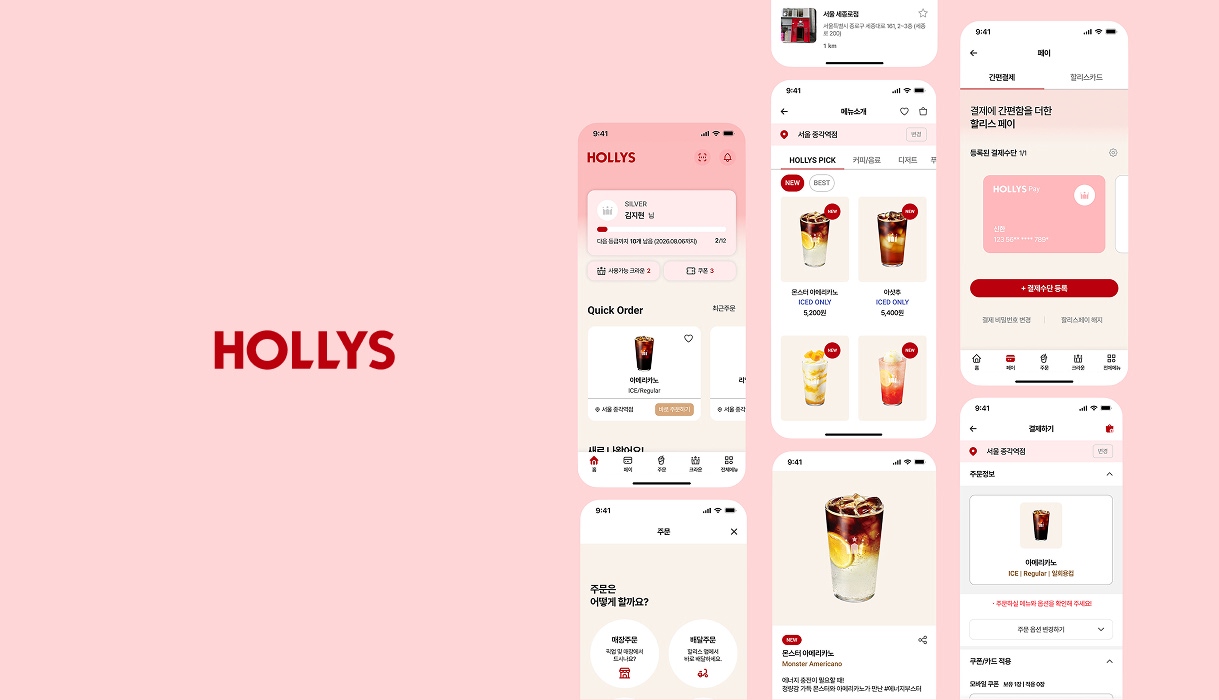 HOLLYS
9:41
HOLLYS
SILVER
김지현 님
다음 등급까지 10개 남음 (2026.08.06까지)
2/12
사용가능 크라운 2
쿠폰 3
Quick Order
최근주문
아메리카노
ICE/Regular
서울 종각역점
바로 주문하기
서울 종각
새로 나왔어요!
홈
페이
주문
크라운
전체메뉴
9:41
주문
주문은
어떻게 할까요?
매장주문
픽업 및 매장에서
드시나요?
배달주문
할리스 앱에서
바로 배달하세요.
서울 세종로점
서울특별시 종로구 세종대로 161, 2~3층 (세종
로 200)
1 km
9:41
메뉴소개
서울 종각역점
변경
HOLLYS PICK
커피/음료
디저트
푸
NEW
BEST
NEW
NEW
몬스터 아메리카노
ICED ONLY
5,200원
아샷추
ICED ONLY
5,400원
NEW
NEW
9:41
NEW
몬스터 아메리카노
Monster Americano
에너지 충전이 필요할 때!
청량감 가득 몬스터와 아메리카노가 만난 #에너지부스터
9:41
페이
간편결제
할리스카드
결제에 간편함을 더한
할리스 페이
등록된 결제수단 1/1
HOLLYS Pay
신한
+ 결제수단 등록
결제 비밀번호 변경
할리스페이 해지
홈
페이
주문
크라운
전체메뉴
9:41
결제하기
서울 종각역점
변경
주문정보
아메리카노
ICE | Regular | 일회용컵
· 주문하실 메뉴와 옵션을 확인해 주세요!
주문 옵션 변경하기
쿠폰/카드 적용
모바일 쿠폰 보유 1장 | 적용 0장